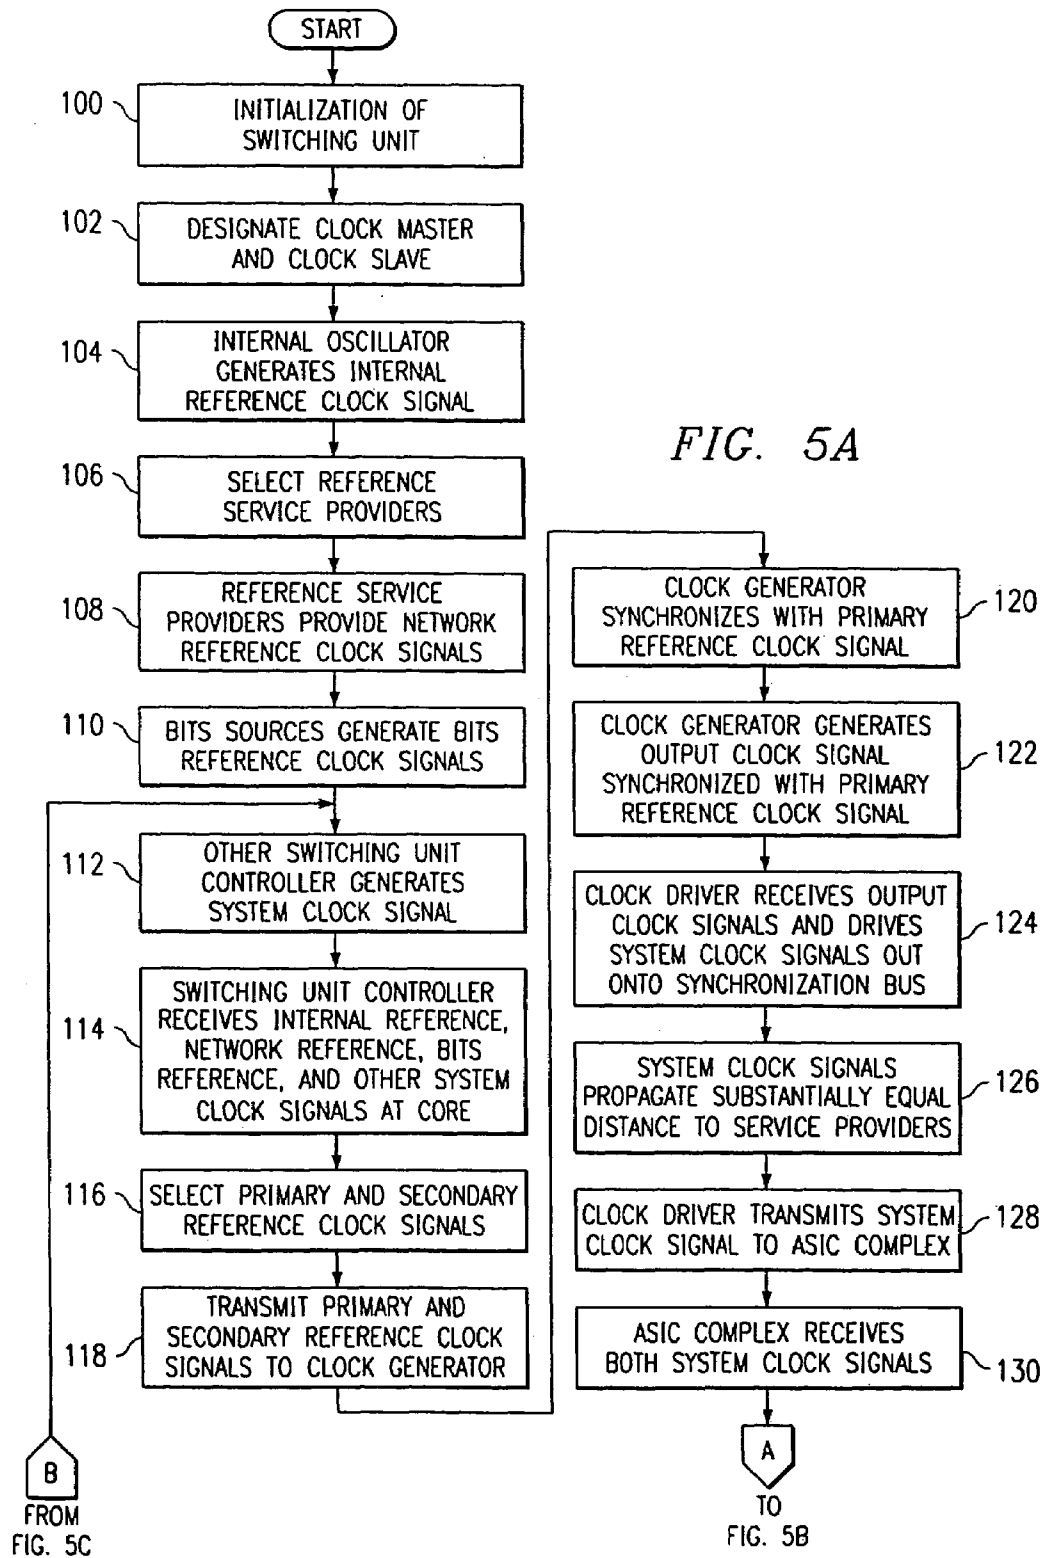 START
100
INITIALIZATION OF
SWITCHING UNIT
102
DESIGNATE CLOCK MASTER
AND CLOCK SLAVE
104
INTERNAL OSCILLATOR
GENERATES INTERNAL
REFERENCE CLOCK SIGNAL
106
SELECT REFERENCE
SERVICE PROVIDERS
108
REFERENCE SERVICE
PROVIDERS PROVIDE NETWORK
REFERENCE CLOCK SIGNALS
110
BITS SOURCES GENERATE BITS
REFERENCE CLOCK SIGNALS
112
OTHER SWITCHING UNIT
CONTROLLER GENERATES
SYSTEM CLOCK SIGNAL
114
SWITCHING UNIT CONTROLLER
RECEIVES INTERNAL REFERENCE,
NETWORK REFERENCE, BITS
REFERENCE, AND OTHER SYSTEM
CLOCK SIGNALS AT CORE
116
SELECT PRIMARY AND SECONDARY
REFERENCE CLOCK SIGNALS
118
TRANSMIT PRIMARY AND
SECONDARY REFERENCE CLOCK
SIGNALS TO CLOCK GENERATOR
B
FROM
FIG. 5C
FIG. 5A
CLOCK GENERATOR
SYNCHRONIZES WITH PRIMARY
REFERENCE CLOCK SIGNAL
120
CLOCK GENERATOR GENERATES
OUTPUT CLOCK SIGNAL
SYNCHRONIZED WITH PRIMARY
REFERENCE CLOCK SIGNAL
122
CLOCK DRIVER RECEIVES OUTPUT
CLOCK SIGNALS AND DRIVES
SYSTEM CLOCK SIGNALS OUT
ONTO SYNCHRONIZATION BUS
124
SYSTEM CLOCK SIGNALS
PROPAGATE SUBSTANTIALLY EQUAL
DISTANCE TO SERVICE PROVIDERS
126
CLOCK DRIVER TRANSMITS SYSTEM
CLOCK SIGNAL TO ASIC COMPLEX
128
ASIC COMPLEX RECEIVES
BOTH SYSTEM CLOCK SIGNALS
130
A
TO
FIG. 5B